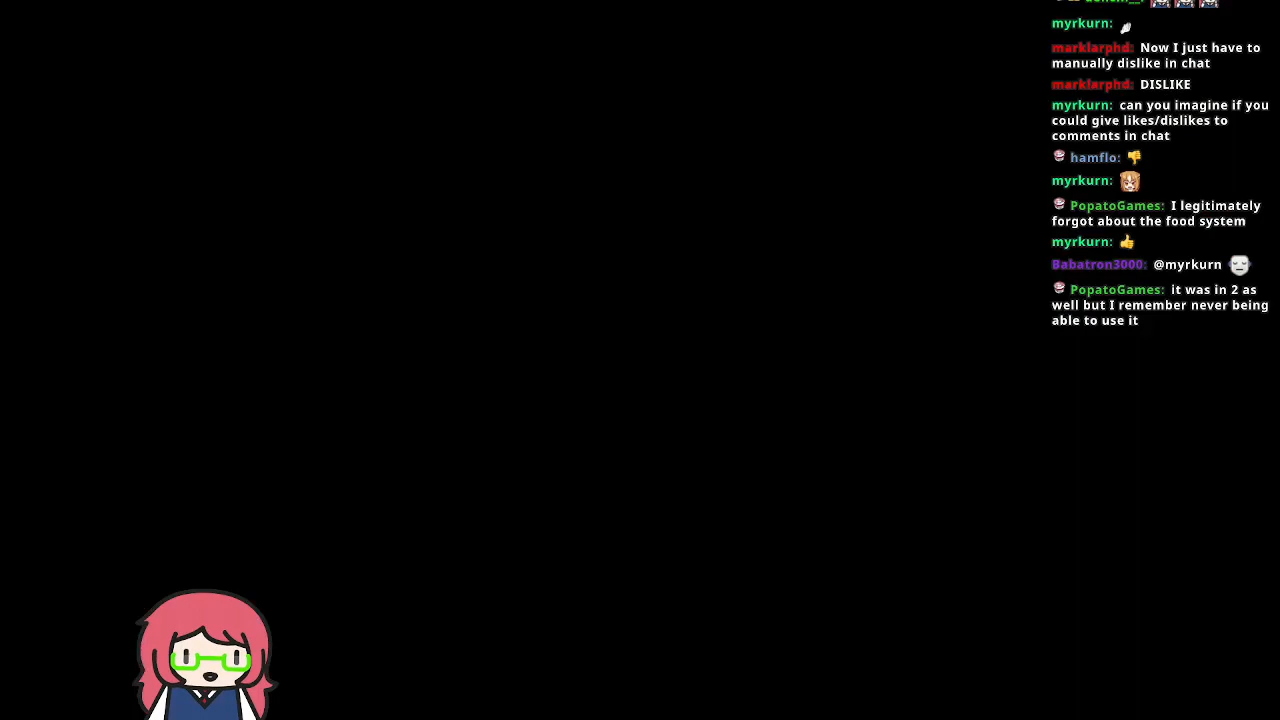 myrkurn:
marklarphd: Now I just have to
manually dislike in chat
marklarphd: DISLIKE
myrkurn: can you imagine if you
could give likes/dislikes to
comments in chat
hamflo: 👎
myrkurn:
PopatoGames: I legitimately
forgot about the food system
myrkurn: 👍
Babatron3000: @myrkurn
PopatoGames: it was in 2 as
well but I remember never being
able to use it